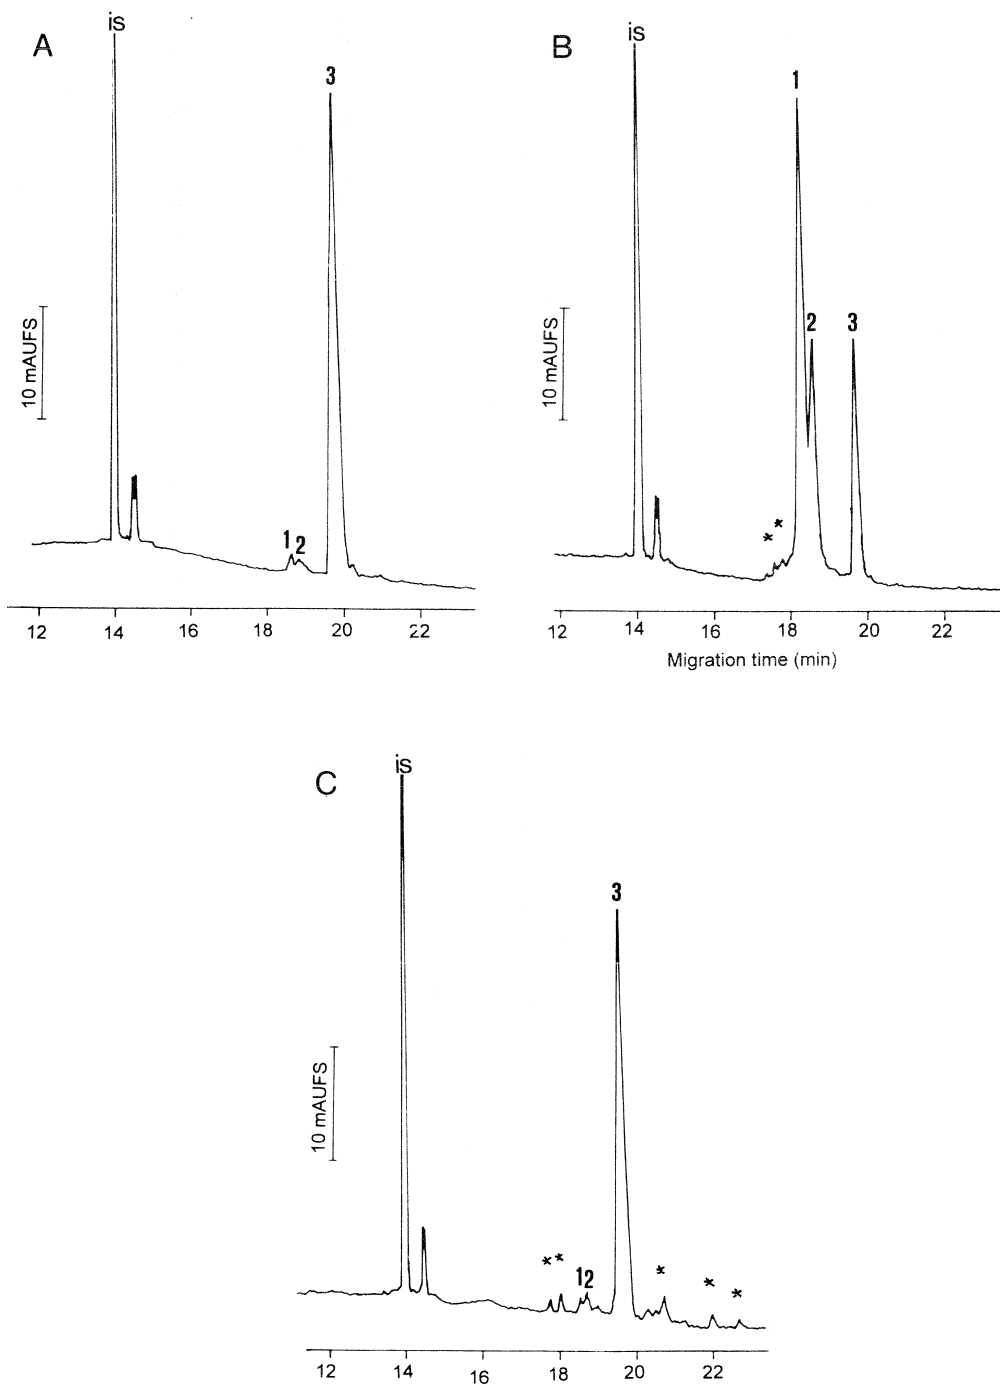 A
is
3
10 mAUFS
1 2
12 14 16 18 20 22
B
is
1
2 3
10 mAUFS
* *
12 14 16 18 20 22
Migration time (min)
C
is
3
10 mAUFS
* * 1 2 * * *
12 14 16 18 20 22